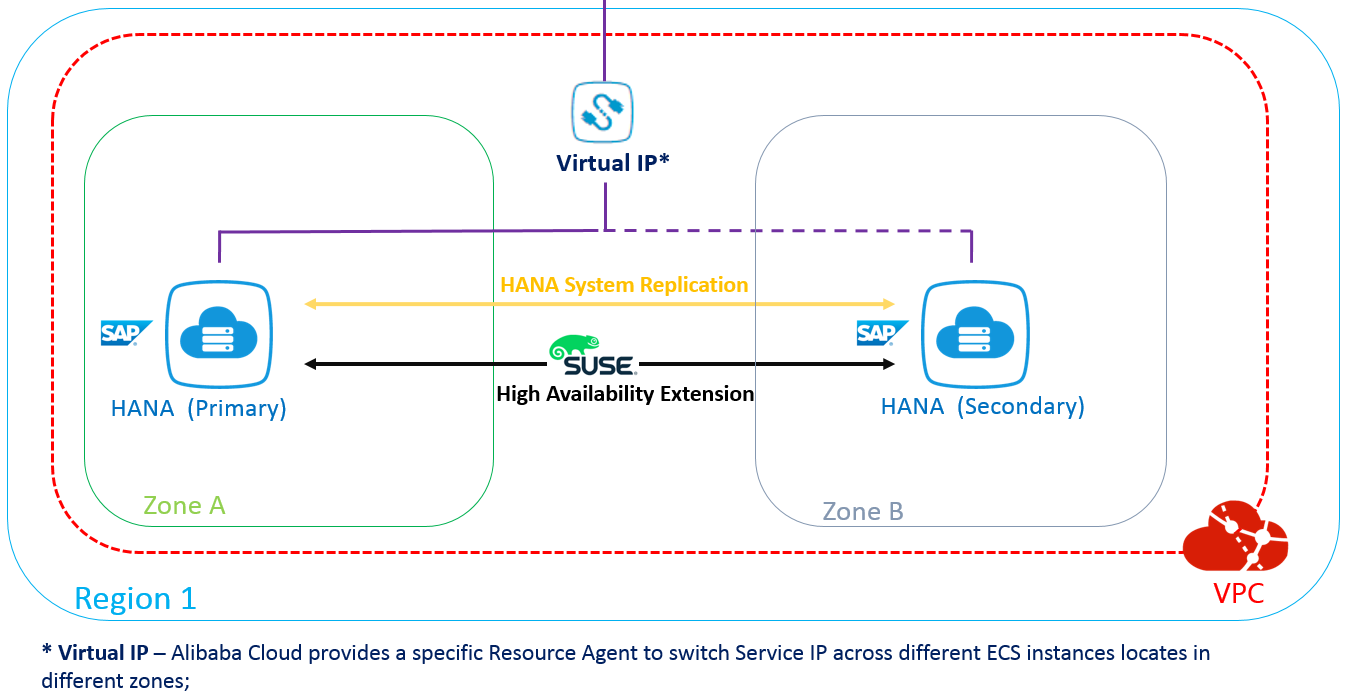 Virtual IP*
HANA System Replication
SAP
SAP
SUSE
High Availability Extension
HANA (Primary)
HANA (Secondary)
Zone A
Zone B
VPC
Region 1
* Virtual IP – Alibaba Cloud provides a specific Resource Agent to switch Service IP across different ECS instances locates in
different zones;